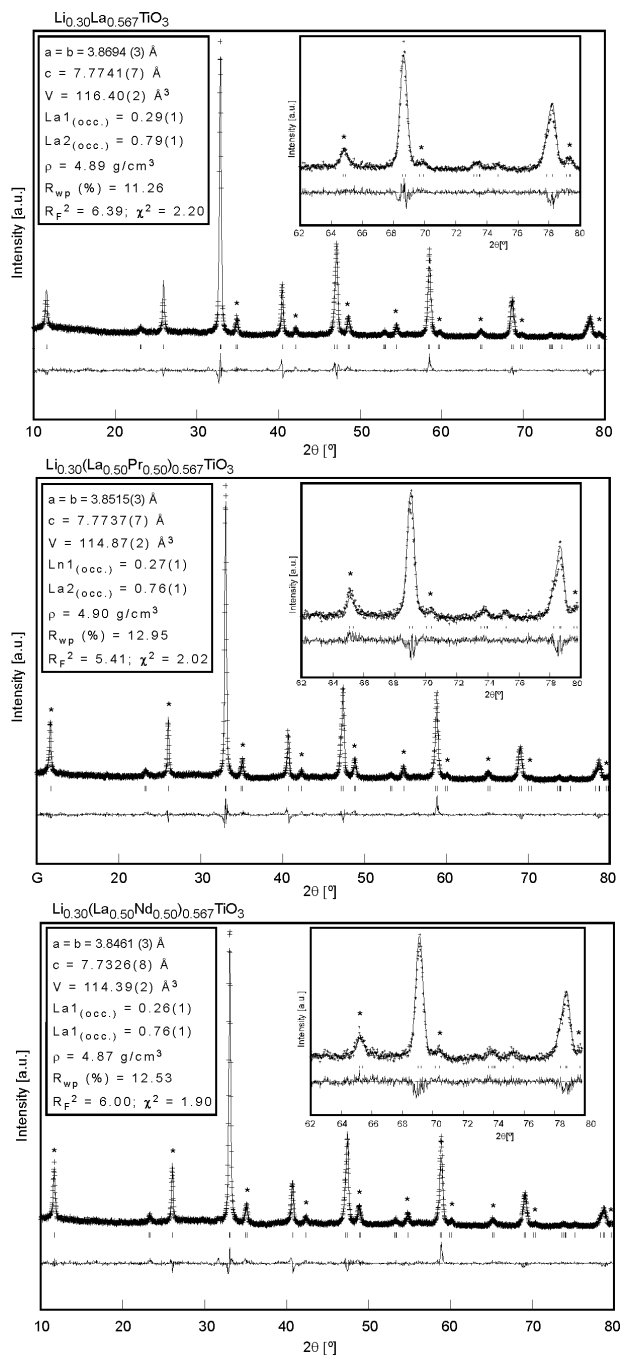 Li0.30La0.567TiO3
a = b = 3.8694 (3) Å
c = 7.7741(7) Å
V = 116.40(2) Å3
La1(occ.) = 0.29(1)
La2(occ.) = 0.79(1)
ρ = 4.89 g/cm3
Rwp (%) = 11.26
RF2 = 6.39; χ2 = 2.20
Intensity [a.u.]
*
*
*
62 64 66 68 70 72 74 76 78 80
2θ[º]
Intensity [a.u.]
* * * * * * * *
10 20 30 40 50 60 70 80
2θ [º]
Li0.30(La0.50Pr0.50)0.567TiO3
a = b = 3.8515(3) Å
c = 7.7737(7) Å
V = 114.87(2) Å3
Ln1(occ.) = 0.27(1)
La2(occ.) = 0.76(1)
ρ = 4.90 g/cm3
Rwp (%) = 12.95
RF2 = 5.41; χ2 = 2.02
Intensity [a.u.]
*
*
*
62 64 66 68 70 72 74 76 78 80
2θ[º]
Intensity [a.u.]
* * * * * * * * * *
G 20 30 40 50 60 70 80
2θ [º]
Li0.30(La0.50Nd0.50)0.567TiO3
a = b = 3.8461 (3) Å
c = 7.7326(8) Å
V = 114.39(2) Å3
La1(occ.) = 0.26(1)
La1(occ.) = 0.76(1)
ρ = 4.87 g/cm3
Rwp (%) = 12.53
RF2 = 6.00; χ2 = 1.90
Intensity [a.u.]
*
*
*
62 64 66 68 70 72 74 76 78 80
2θ[º]
Intensity [a.u.]
* * * * * * * * * *
10 20 30 40 50 60 70 80
2θ [º]